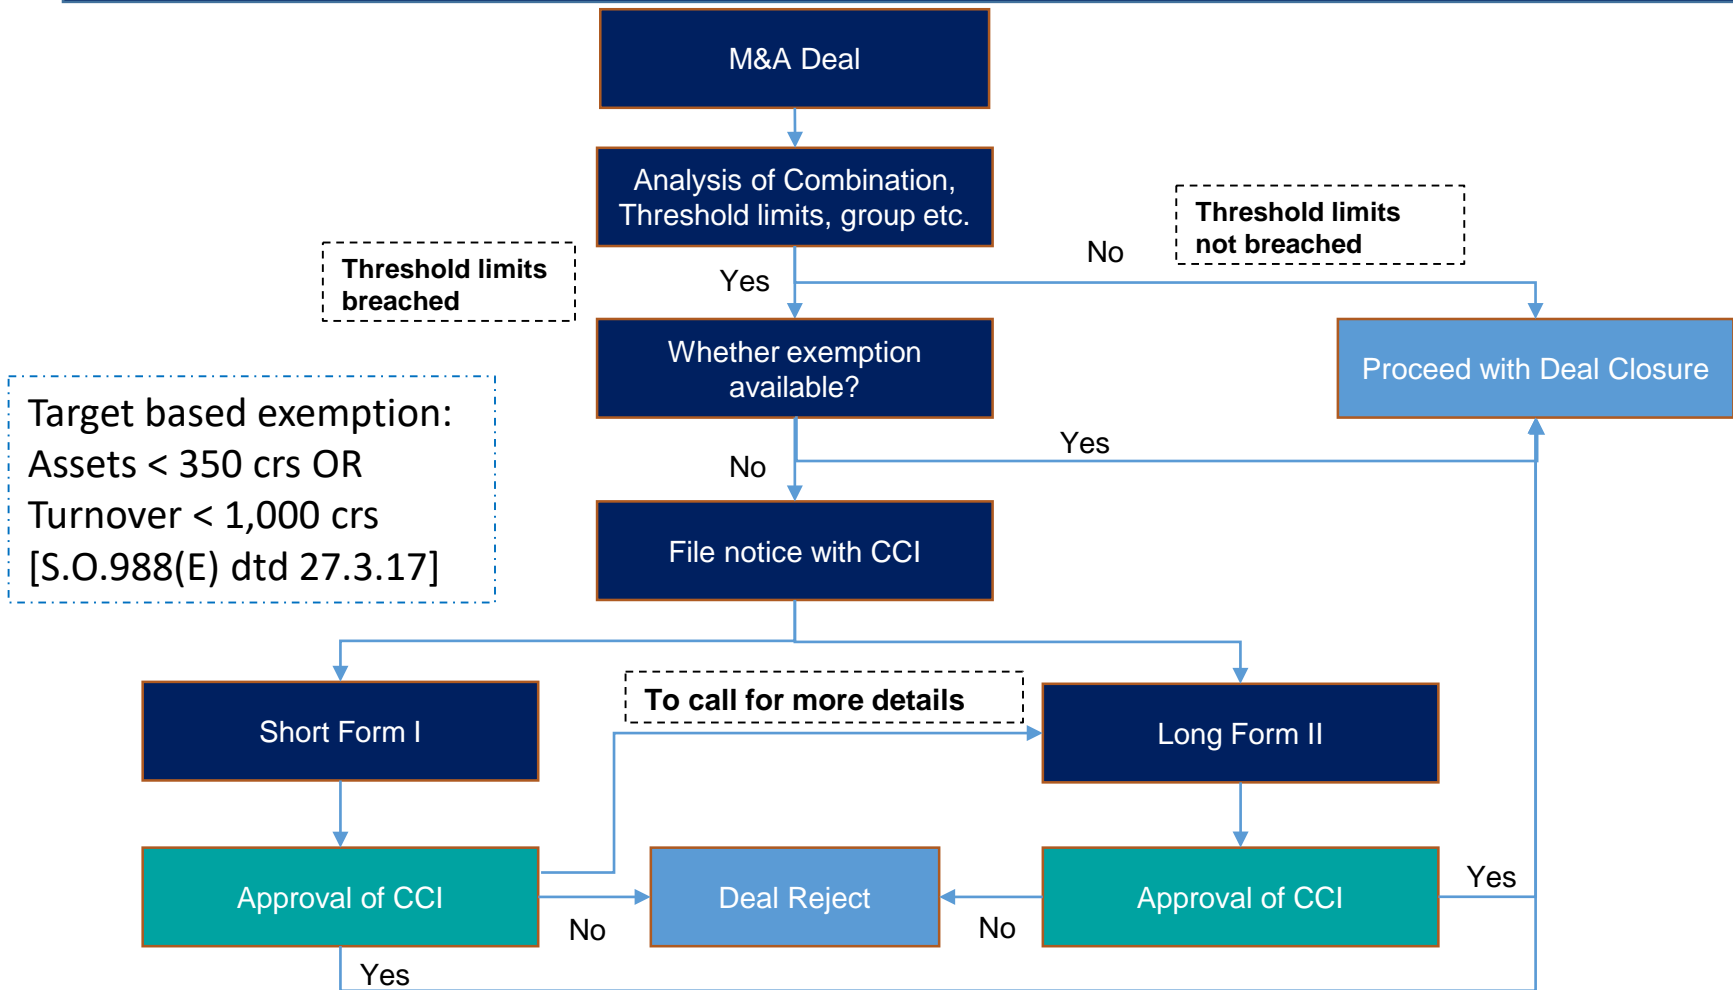 M&A Deal
Analysis of Combination,
Threshold limits, group etc.
Threshold limits
not breached
No
Threshold limits
breached
Yes
Whether exemption
available?
Proceed with Deal Closure
Target based exemption:
Assets < 350 crs OR
Turnover < 1,000 crs
[S.O.988(E) dtd 27.3.17]
Yes
No
File notice with CCI
To call for more details
Short Form I
Long Form II
Approval of CCI
Deal Reject
Approval of CCI
Yes
No
No
Yes